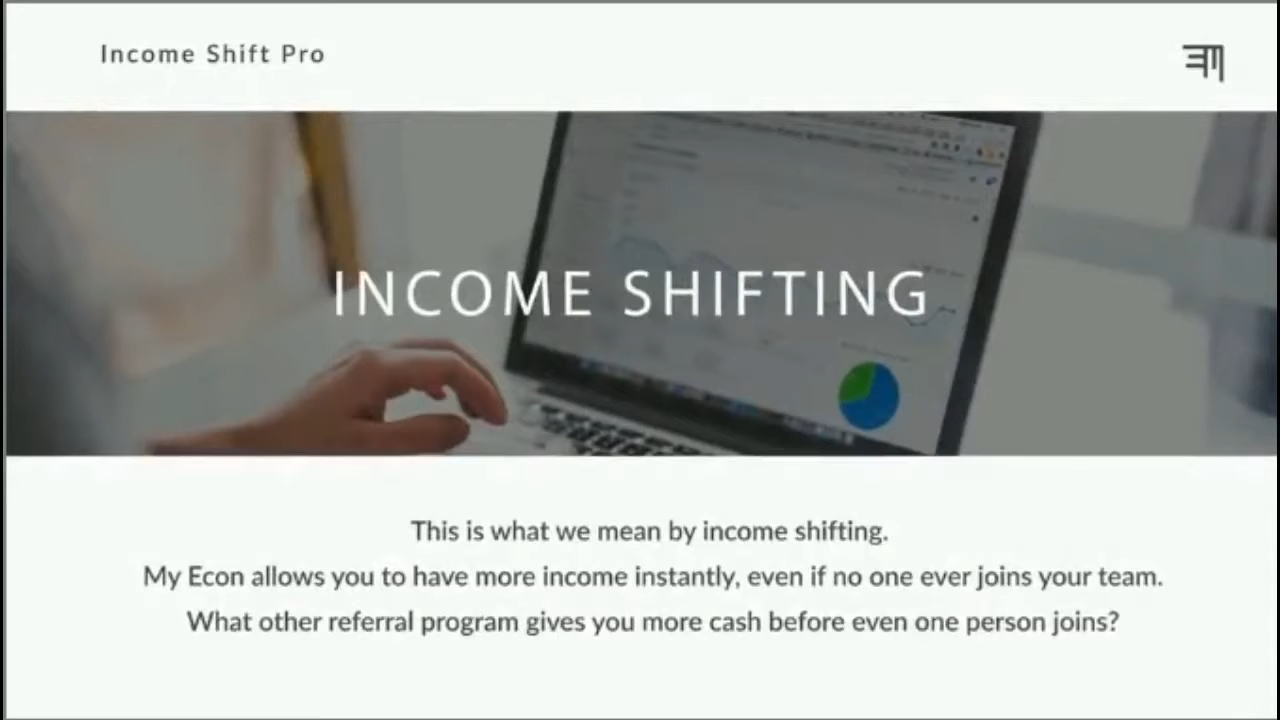 Income Shift Pro
INCOME SHIFTING
This is what we mean by income shifting.
My Econ allows you to have more income instantly, even if no one ever joins your team.
What other referral program gives you more cash before even one person joins?